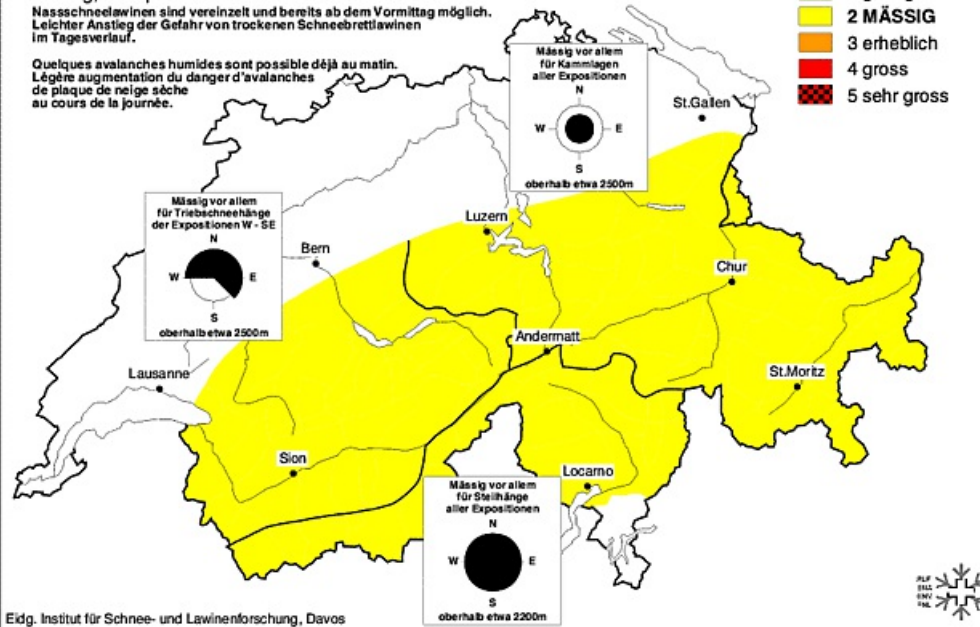 Nassschneelawinen sind vereinzelt und bereits ab dem Vormittag möglich.
Leichter Anstieg der Gefahr von trockenen Schneebrettlawinen
im Tagesverlauf.
Quelques avalanches humides sont possible déjà au matin.
Légère augmentation du danger d'avalanches
de plaque de neige sèche
au cours de la journée.
2 MÄSSIG
3 erheblich
4 gross
5 sehr gross
Mässig vor allem
für Kammlagen
aller Expositionen
N
W E
S
oberhalb etwa 2500m
St.Gallen
Mässig vor allem
für Triebschneehänge
der Expositionen W - SE
N
W E
S
oberhalb etwa 2500m
Luzern
Bern
Chur
Andermatt
Lausanne
St.Moritz
Sion
Locarno
Mässig vor allem
für Steilhänge
aller Expositionen
N
W E
S
oberhalb etwa 2200m
Eidg. Institut für Schnee- und Lawinenforschung, Davos